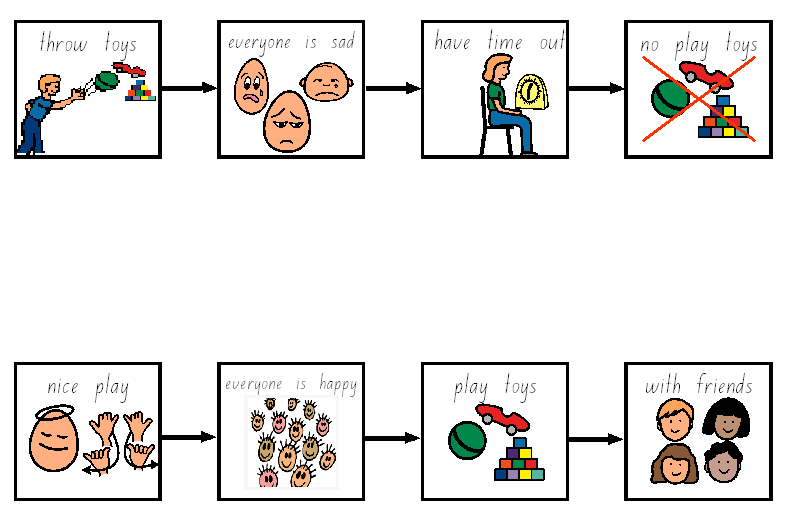 throw toys
everyone is sad
have time out
no play toys
nice play
everyone is happy
play toys
with friends